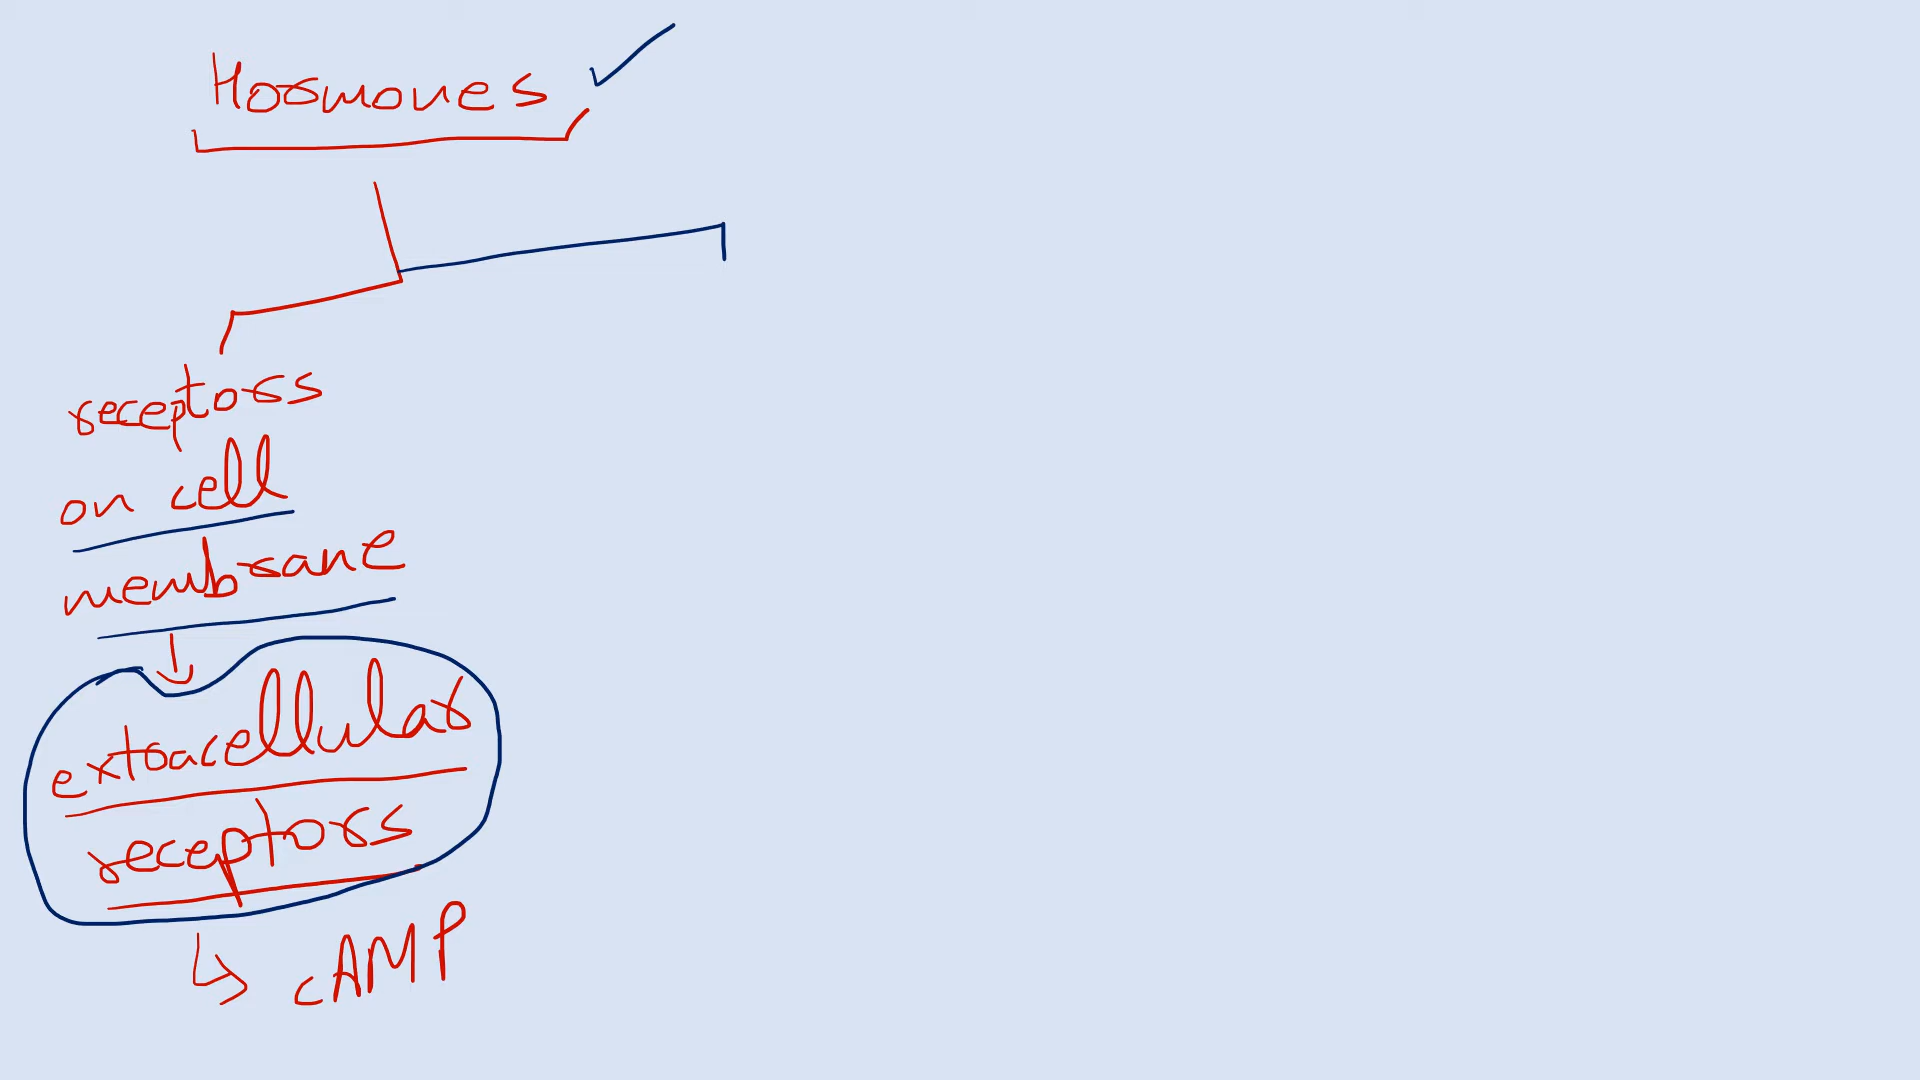 Hormones
receptors
on cell
membrane
extracellular
receptors
cAMP